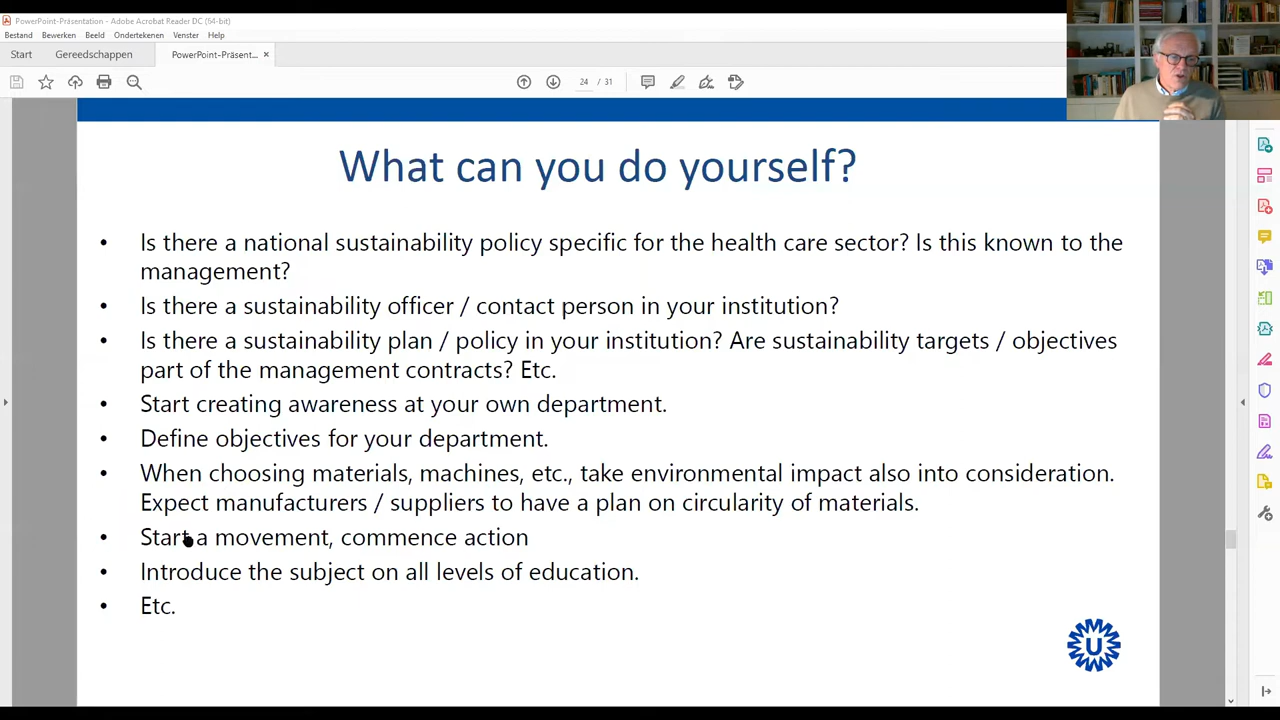 PowerPoint-Präsentation - Adobe Acrobat Reader DC (64-bit)
Bestand Bewerken Beeld Ondertekenen Venster Help
Start Gereedschappen PowerPoint-Präsent... ×
24 / 31
What can you do yourself?
• Is there a national sustainability policy specific for the health care sector? Is this known to the
management?
• Is there a sustainability officer / contact person in your institution?
• Is there a sustainability plan / policy in your institution? Are sustainability targets / objectives
part of the management contracts? Etc.
• Start creating awareness at your own department.
• Define objectives for your department.
• When choosing materials, machines, etc., take environmental impact also into consideration.
Expect manufacturers / suppliers to have a plan on circularity of materials.
• Start a movement, commence action
• Introduce the subject on all levels of education.
• Etc.
U